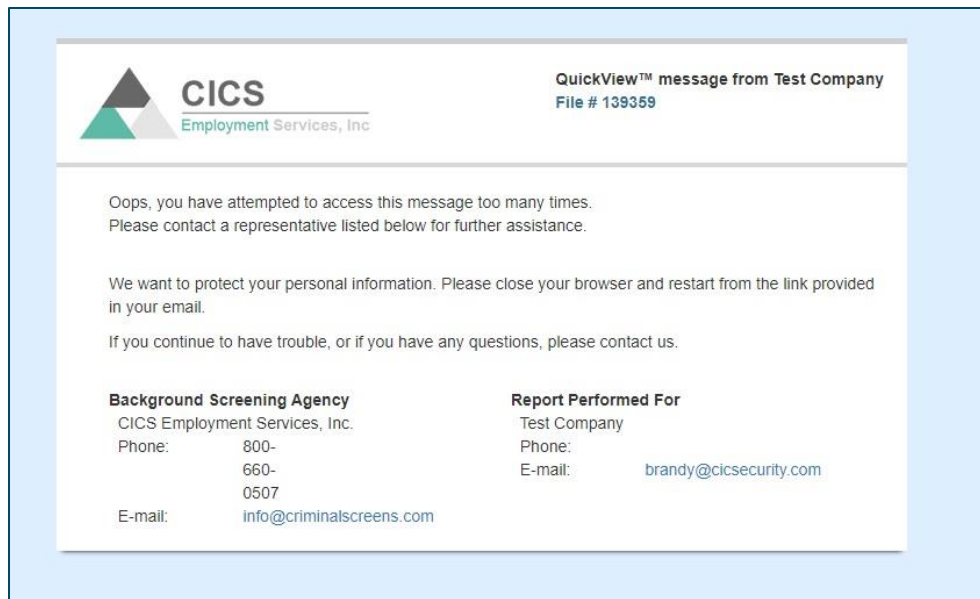 CICS
Employment Services, Inc
QuickView™ message from Test Company
File # 139359
Oops, you have attempted to access this message too many times.
Please contact a representative listed below for further assistance.
We want to protect your personal information. Please close your browser and restart from the link provided
in your email.
If you continue to have trouble, or if you have any questions, please contact us.
Background Screening Agency
CICS Employment Services, Inc.
Phone: 800-
660-
0507
E-mail: info@criminalscreens.com
Report Performed For
Test Company
Phone:
E-mail: brandy@cicsecurity.com